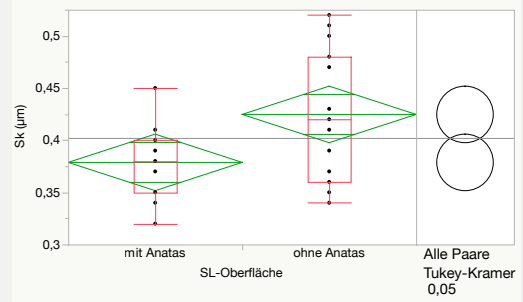 Sk (µm)
0,5
0,45
0,4
0,35
0,3
mit Anatas
ohne Anatas
SL-Oberfläche
Alle Paare
Tukey-Kramer
0,05